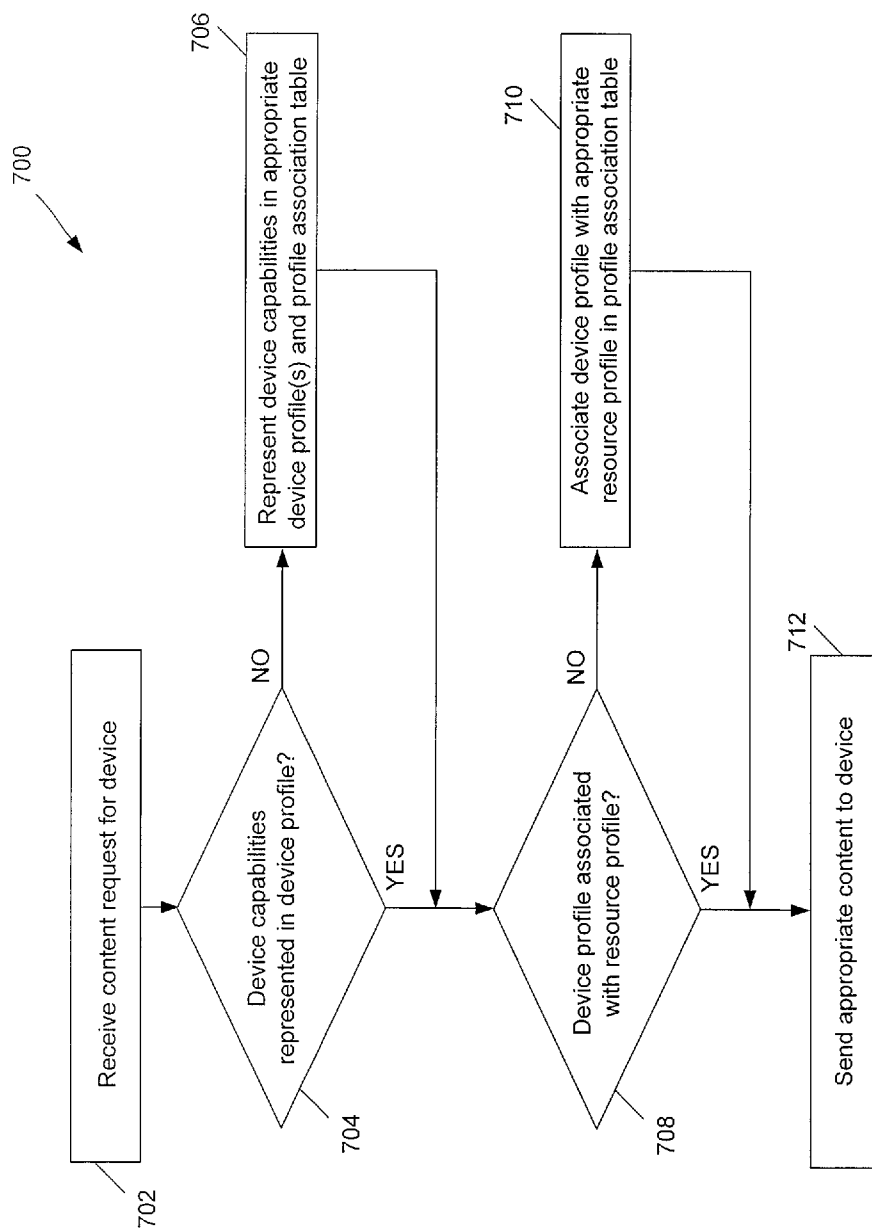 700
702
Receive content request for device
704
Device capabilities
represented in device profile?
NO
YES
706
Represent device capabilities in appropriate
device profile(s) and profile association table
708
Device profile associated
with resource profile?
NO
YES
710
Associate device profile with appropriate
resource profile in profile association table
712
Send appropriate content to device